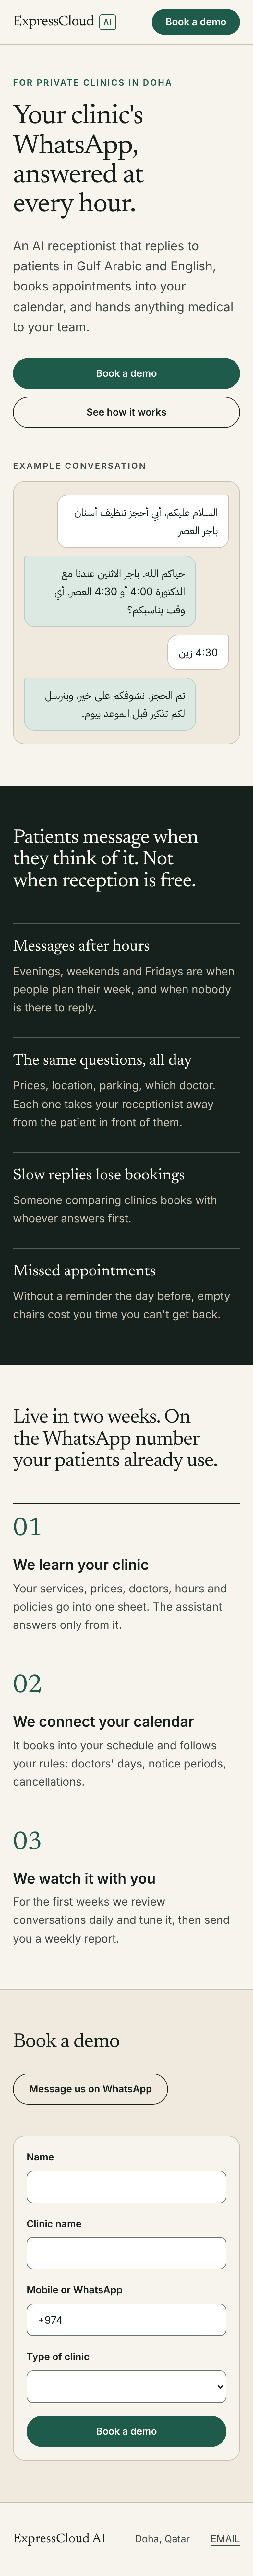 ExpressCloud AI
Book a demo
FOR PRIVATE CLINICS IN DOHA
Your clinic's
WhatsApp,
answered at
every hour.
An AI receptionist that replies to
patients in Gulf Arabic and English,
books appointments into your
calendar, and hands anything medical
to your team.
Book a demo
See how it works
EXAMPLE CONVERSATION
السلام عليكم، أبي أحجز تنظيف أسنان
باجر العصر
حياكم الله. باجر الاثنين عندنا مع
الدكتورة 4:00 أو 4:30 العصر. أي
وقت يناسبكم؟
4:30 زين
تم الحجز. نشوفكم على خير، وبنرسل
لكم تذكير قبل الموعد بيوم.
Patients message when
they think of it. Not
when reception is free.
Messages after hours
Evenings, weekends and Fridays are when
people plan their week, and when nobody
is there to reply.
The same questions, all day
Prices, location, parking, which doctor.
Each one takes your receptionist away
from the patient in front of them.
Slow replies lose bookings
Someone comparing clinics books with
whoever answers first.
Missed appointments
Without a reminder the day before, empty
chairs cost you time you can't get back.
Live in two weeks. On
the WhatsApp number
your patients already use.
01
We learn your clinic
Your services, prices, doctors, hours and
policies go into one sheet. The assistant
answers only from it.
02
We connect your calendar
It books into your schedule and follows
your rules: doctors' days, notice periods,
cancellations.
03
We watch it with you
For the first weeks we review
conversations daily and tune it, then send
you a weekly report.
Book a demo
Message us on WhatsApp
Name
Clinic name
Mobile or WhatsApp
+974
Type of clinic
Book a demo
ExpressCloud AI
Doha, Qatar
EMAIL